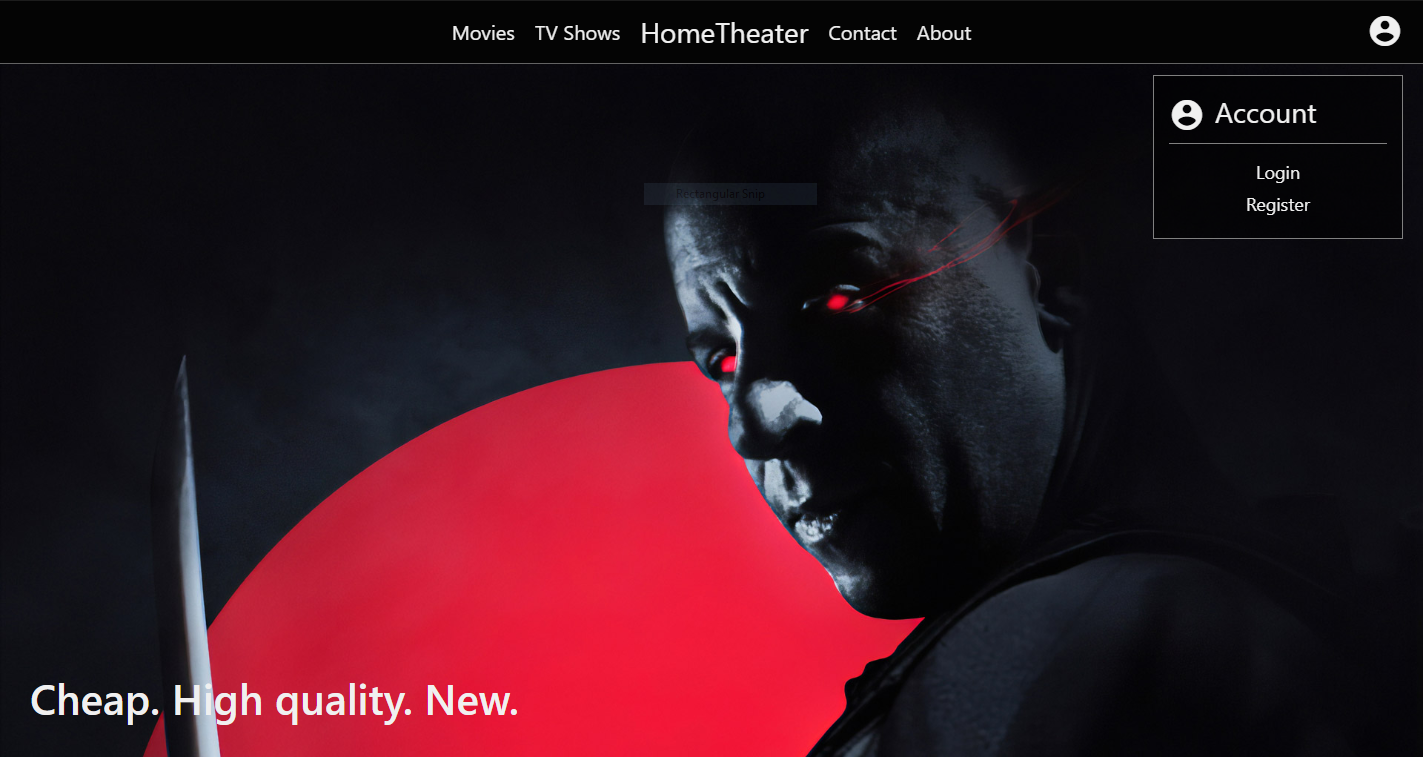 Movies TV Shows HomeTheater Contact About
Account
Login
Register
Rectangular Snip
Cheap. High quality. New.